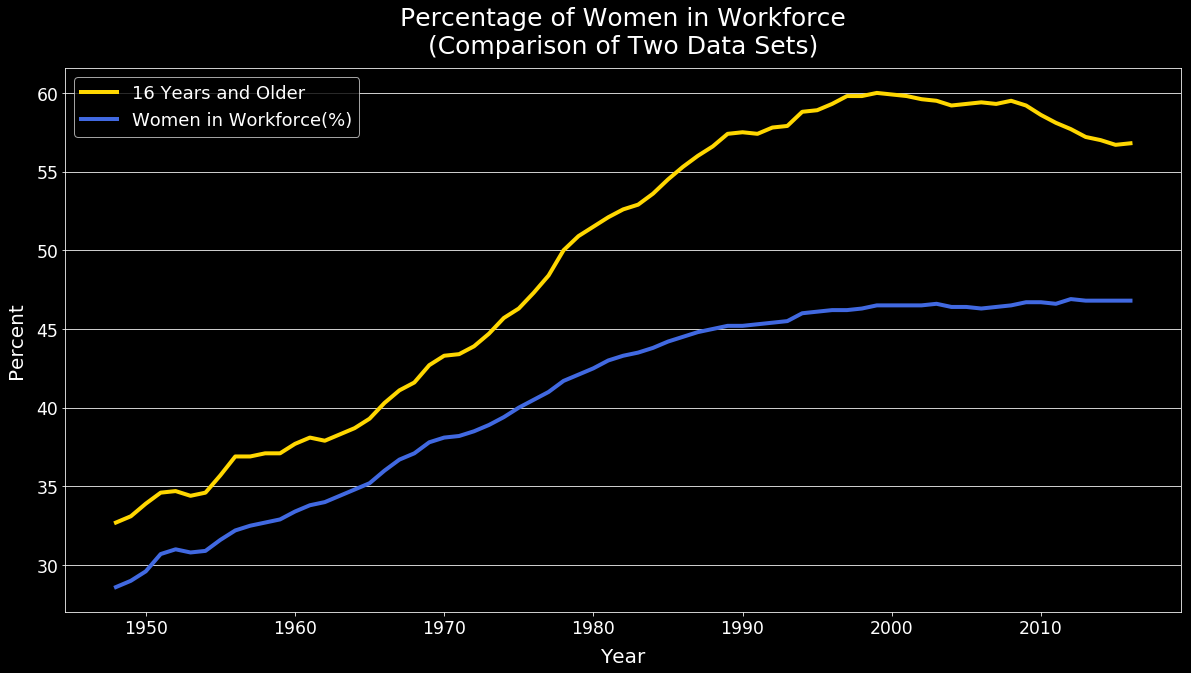 Percentage of Women in Workforce
(Comparison of Two Data Sets)
16 Years and Older
Women in Workforce(%)
60
55
50
45
40
35
30
Percent
1950 1960 1970 1980 1990 2000 2010
Year